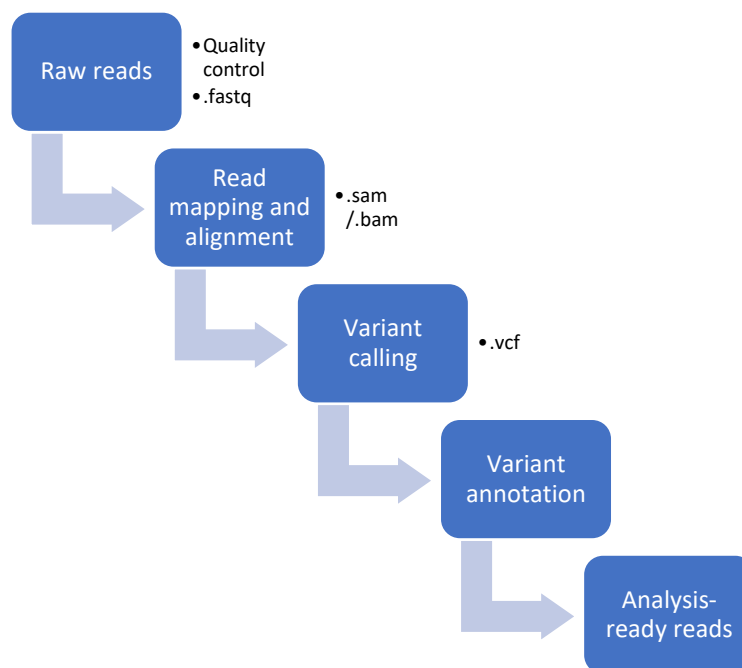 Raw reads
• Quality
control
• .fastq
Read
mapping and
alignment
• .sam
/.bam
Variant
calling
• .vcf
Variant
annotation
Analysis-
ready reads